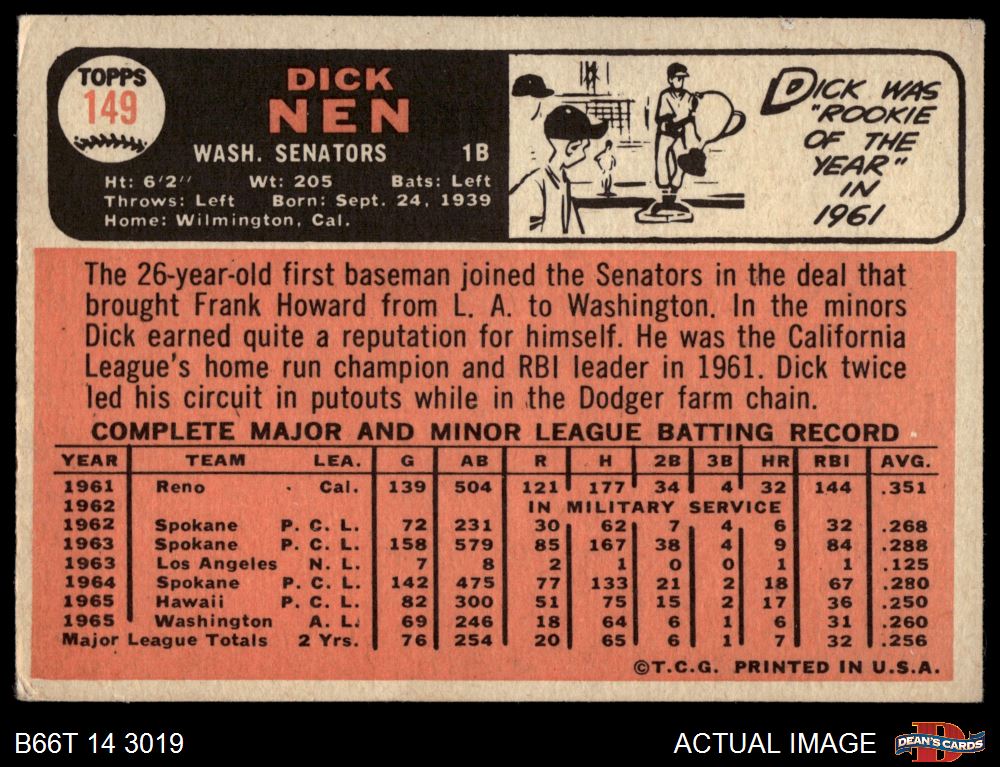 TOPPS
149
DICK
NEN
WASH. SENATORS 1B
Ht: 6'2" Wt: 205 Bats: Left
Throws: Left Born: Sept. 24, 1939
Home: Wilmington, Cal.
DICK WAS
"ROOKIE
OF THE
YEAR"
IN
1961
The 26-year-old first baseman joined the Senators in the deal that
brought Frank Howard from L. A. to Washington. In the minors
Dick earned quite a reputation for himself. He was the California
League's home run champion and RBI leader in 1961. Dick twice
led his circuit in putouts while in the Dodger farm chain.
COMPLETE MAJOR AND MINOR LEAGUE BATTING RECORD
YEAR TEAM LEA. G AB R H 2B 3B HR RBI AVG.
1961 Reno Cal. 139 504 121 177 34 4 32 144 .351
1962 IN MILITARY SERVICE
1962 Spokane P. C. L. 72 231 30 62 7 4 6 32 .268
1963 Spokane P. C. L. 158 579 85 167 38 4 9 84 .288
1963 Los Angeles N. L. 7 8 2 1 0 0 1 1 .125
1964 Spokane P. C. L. 142 475 77 133 21 2 18 67 .280
1965 Hawaii P. C. L. 82 300 51 75 15 2 17 36 .250
1965 Washington A. L. 69 246 18 64 6 1 6 31 .260
Major League Totals 2 Yrs. 76 254 20 65 6 1 7 32 .256
©T.C.G. PRINTED IN U.S.A.
B66T 14 3019
ACTUAL IMAGE
D
DEAN'S CARDS